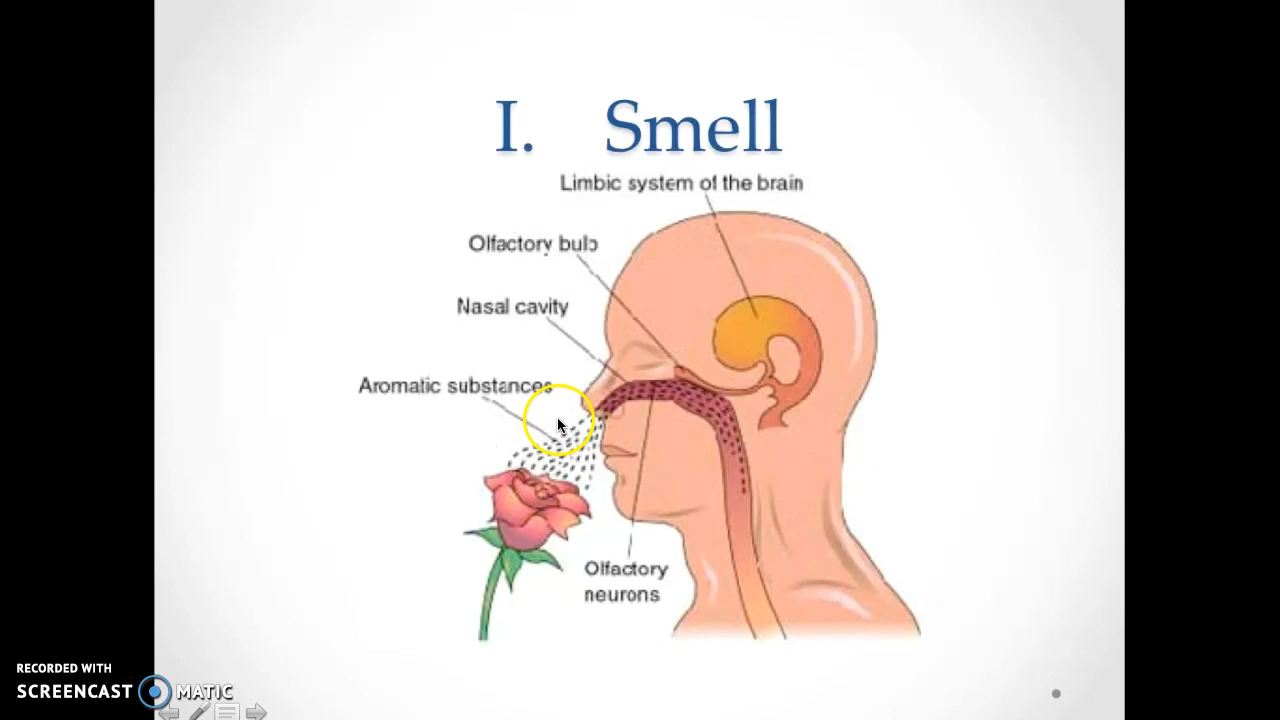 I. Smell
Limbic system of the brain
Olfactory bulb
Nasal cavity
Aromatic substances
Olfactory
neurons
RECORDED WITH
SCREENCAST MATIC